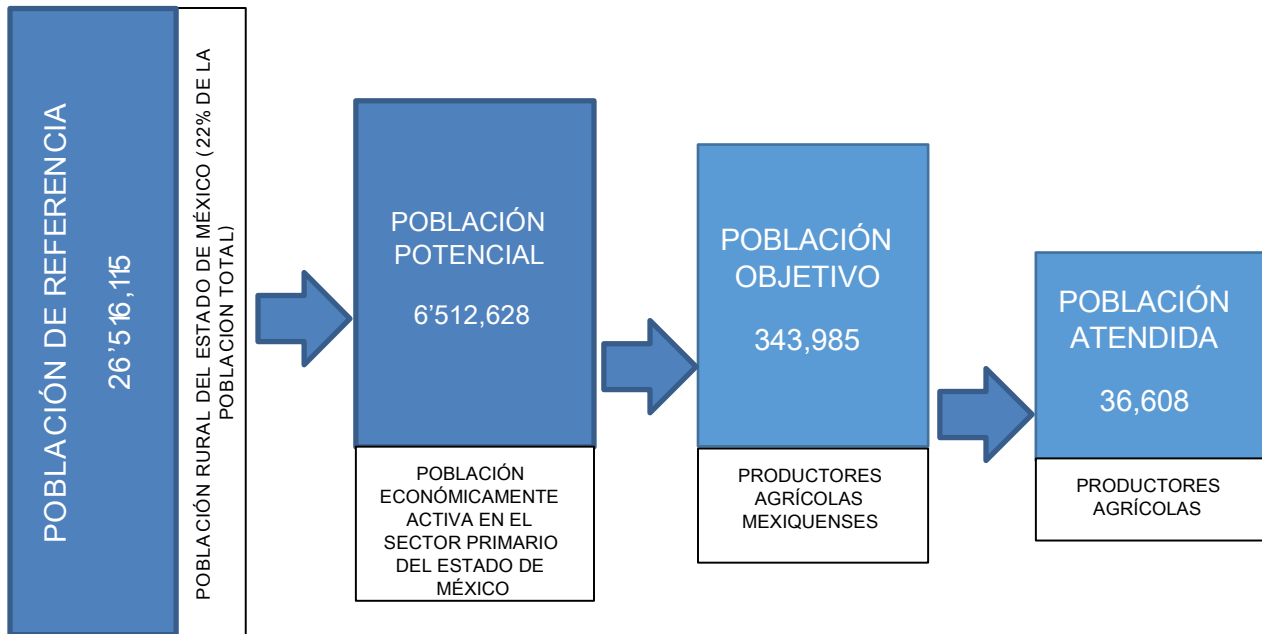 POBLACIÓN DE REFERENCIA
26’516,115
POBLACIÓN RURAL DEL ESTADO DE MÉXICO (22% DE LA
POBLACION TOTAL)
POBLACIÓN
POTENCIAL
6’512,628
POBLACIÓN
ECONÓMICAMENTE
ACTIVA EN EL
SECTOR PRIMARIO
DEL ESTADO DE
MÉXICO
POBLACIÓN
OBJETIVO
343,985
PRODUCTORES
AGRÍCOLAS
MEXIQUENSES
POBLACIÓN
ATENDIDA
36,608
PRODUCTORES
AGRÍCOLAS